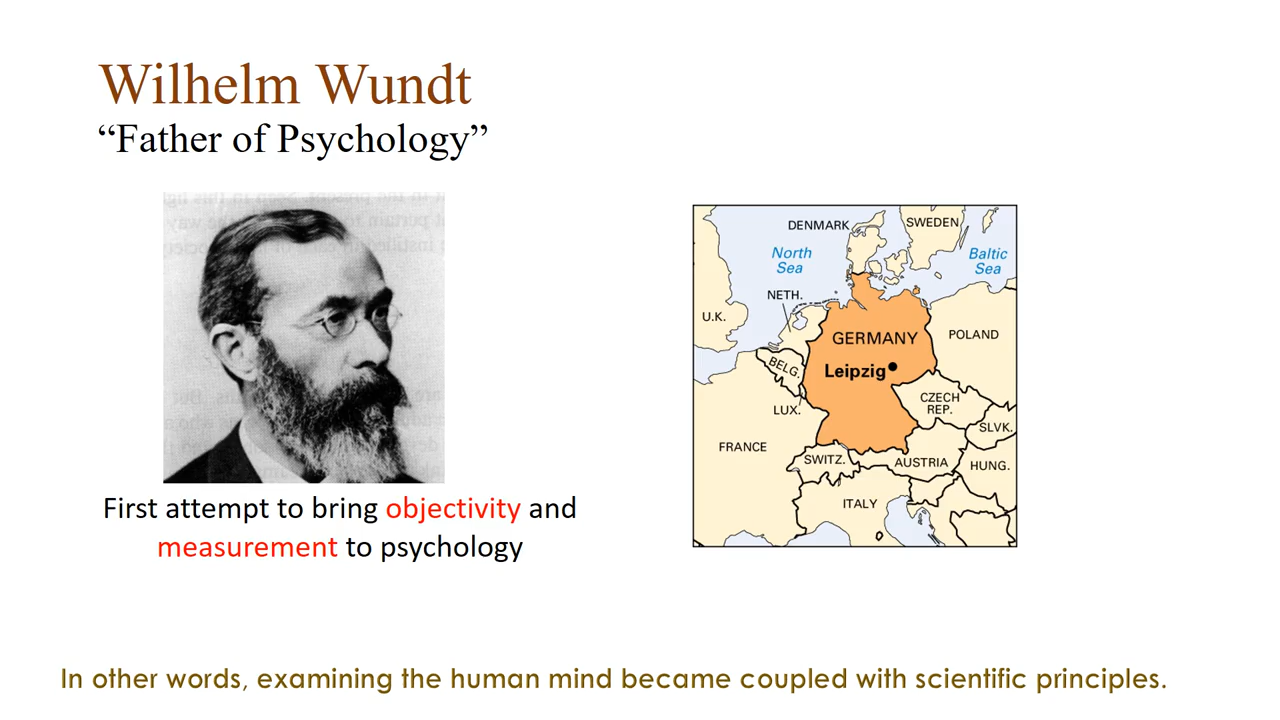 Wilhelm Wundt
“Father of Psychology”
First attempt to bring objectivity and
measurement to psychology
DENMARK
SWEDEN
North
Sea
Baltic
Sea
NETH.
U.K.
GERMANY
POLAND
BELG.
Leipzig
LUX.
CZECH
REP.
SLVK.
FRANCE
SWITZ.
AUSTRIA
HUNG.
ITALY
In other words, examining the human mind became coupled with scientific principles.